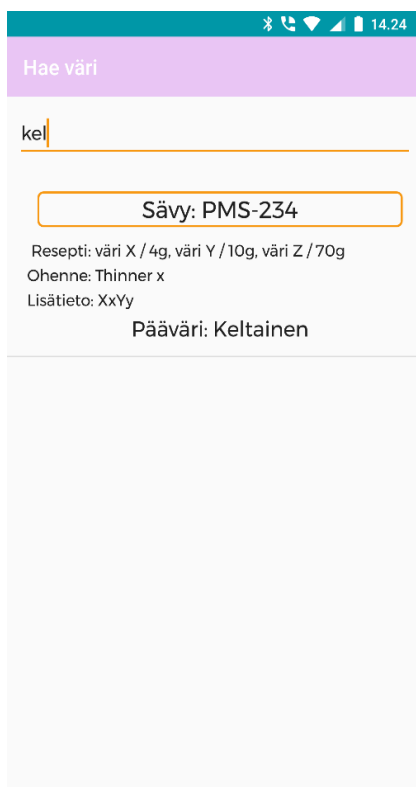 14.24
Hae väri
kel
Sävy: PMS-234
Resepti: väri X / 4g, väri Y / 10g, väri Z / 70g
Ohenne: Thinner x
Lisätieto: XxYy
Pääväri: Keltainen